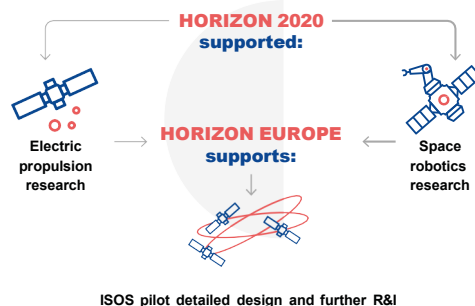 HORIZON 2020
supported:
Electric
propulsion
research
HORIZON EUROPE
supports:
Space
robotics
research
ISOS pilot detailed design and further R&I